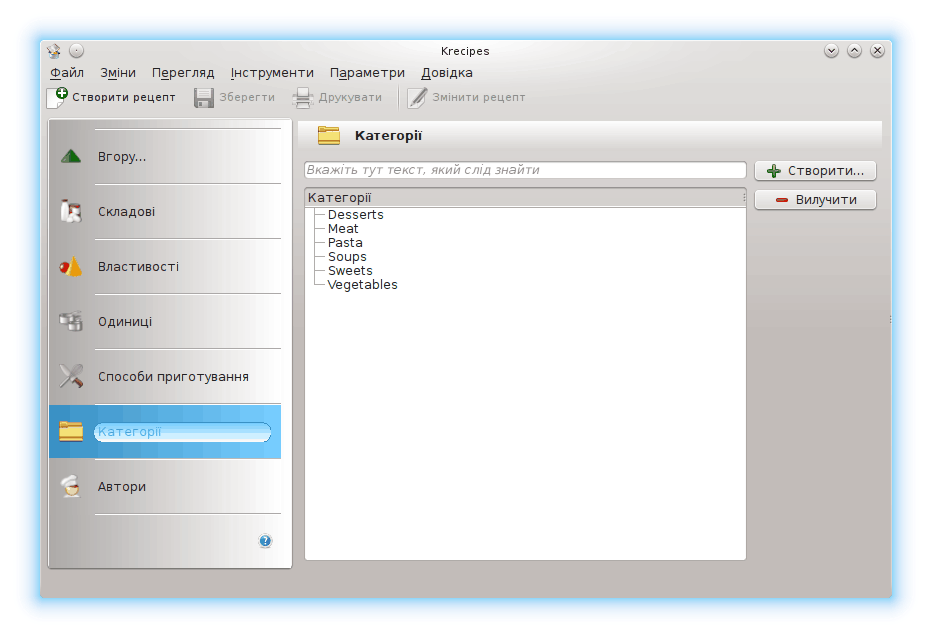 Krecipes
Файл Зміни Перегляд Інструменти Параметри Довідка
Створити рецепт Зберегти Друкувати Змінити рецепт
Вгору...
Складові
Властивості
Одиниці
Способи приготування
Категорії
Автори
Категорії
Вкажіть тут текст, який слід знайти
Створити...
Вилучити
Категорії
Desserts
Meat
Pasta
Soups
Sweets
Vegetables